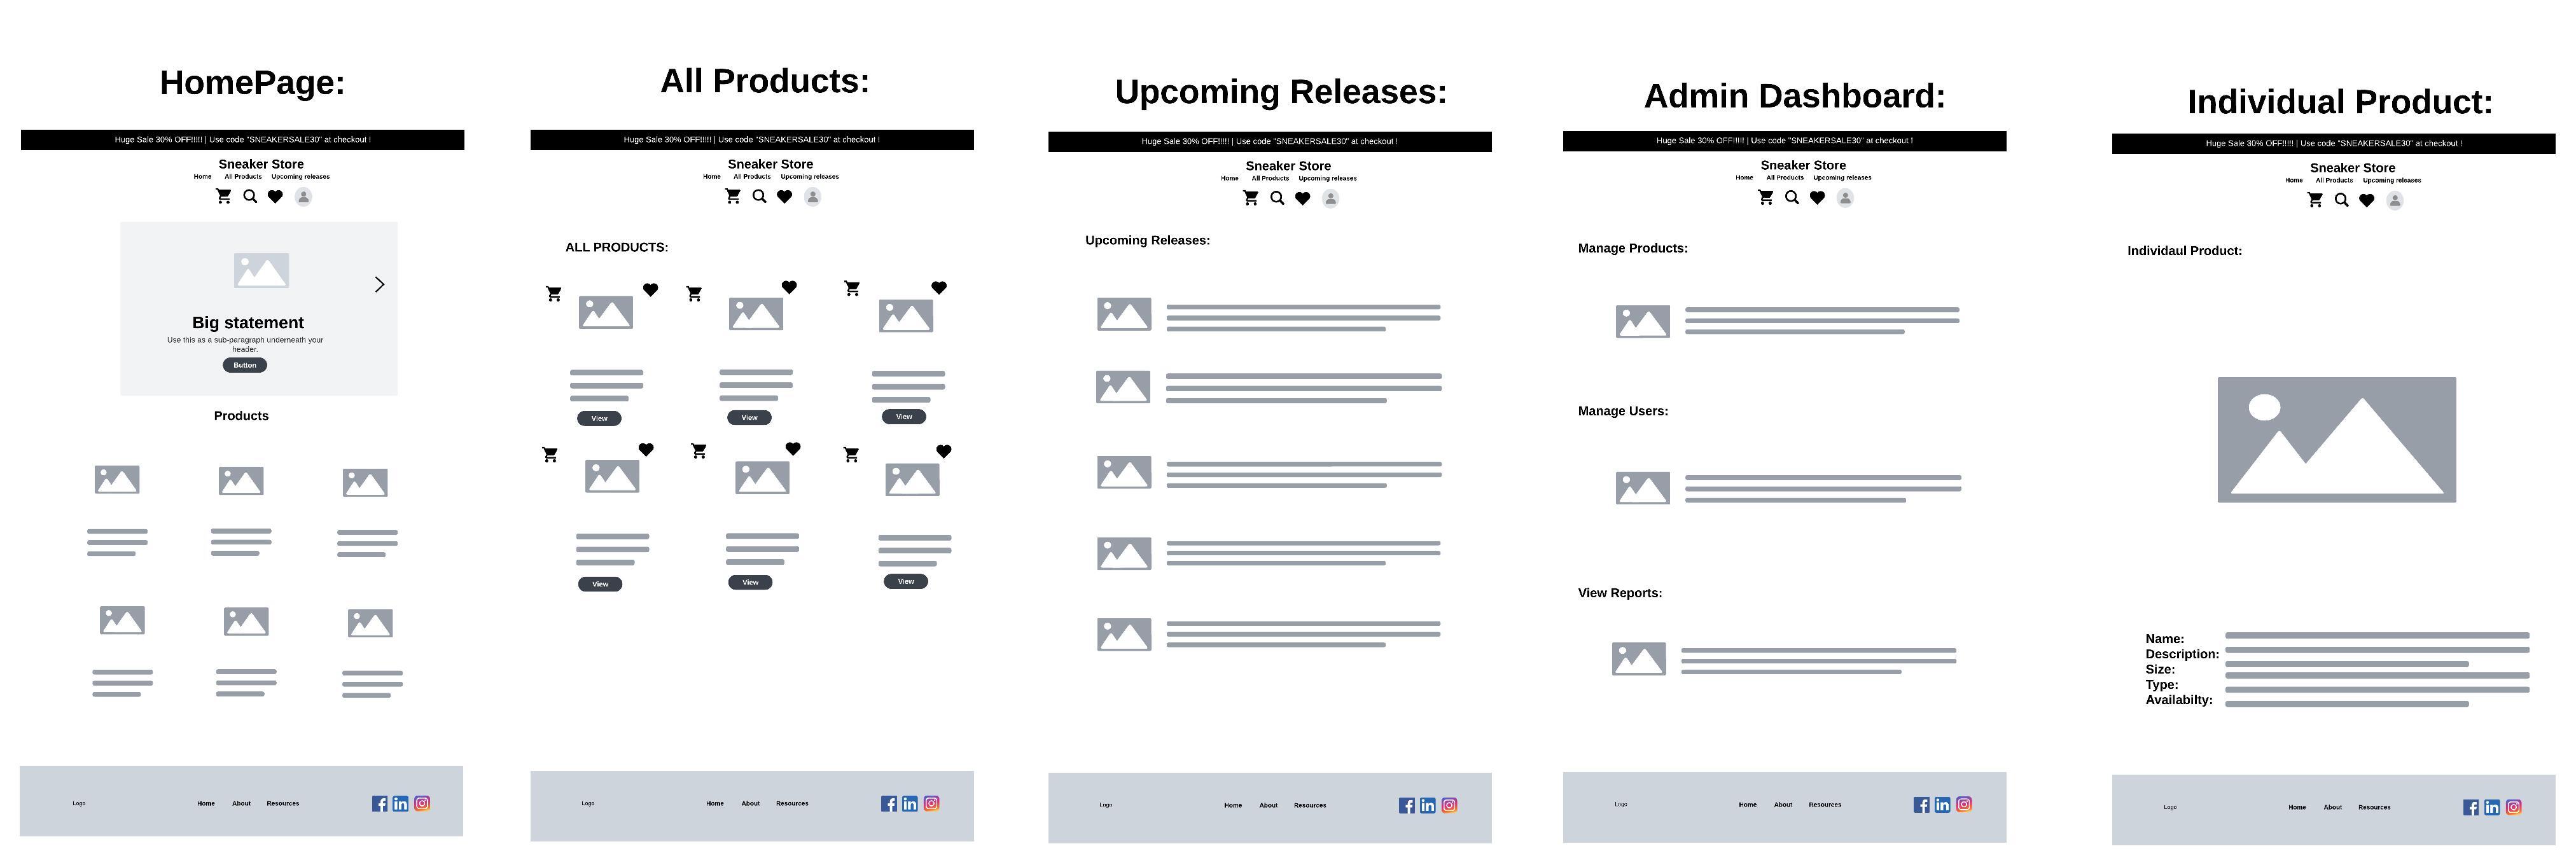 HomePage:
Huge Sale 30% OFF!!!!! | Use code "SNEAKERSALE30" at checkout !
Sneaker Store
Home All Products Upcoming releases
Big statement
Use this as a sub-paragraph underneath your
header.
Button
Products
Logo
Home About Resources
All Products:
Huge Sale 30% OFF!!!!! | Use code "SNEAKERSALE30" at checkout !
Sneaker Store
Home All Products Upcoming releases
ALL PRODUCTS:
View View View
View View View
Logo
Home About Resources
Upcoming Releases:
Huge Sale 30% OFF!!!!! | Use code "SNEAKERSALE30" at checkout !
Sneaker Store
Home All Products Upcoming releases
Upcoming Releases:
Logo
Home About Resources
Admin Dashboard:
Huge Sale 30% OFF!!!!! | Use code "SNEAKERSALE30" at checkout !
Sneaker Store
Home All Products Upcoming releases
Manage Products:
Manage Users:
View Reports:
Logo
Home About Resources
Individual Product:
Huge Sale 30% OFF!!!!! | Use code "SNEAKERSALE30" at checkout !
Sneaker Store
Home All Products Upcoming releases
Individaul Product:
Name:
Description:
Size:
Type:
Availabilty:
Logo
Home About Resources